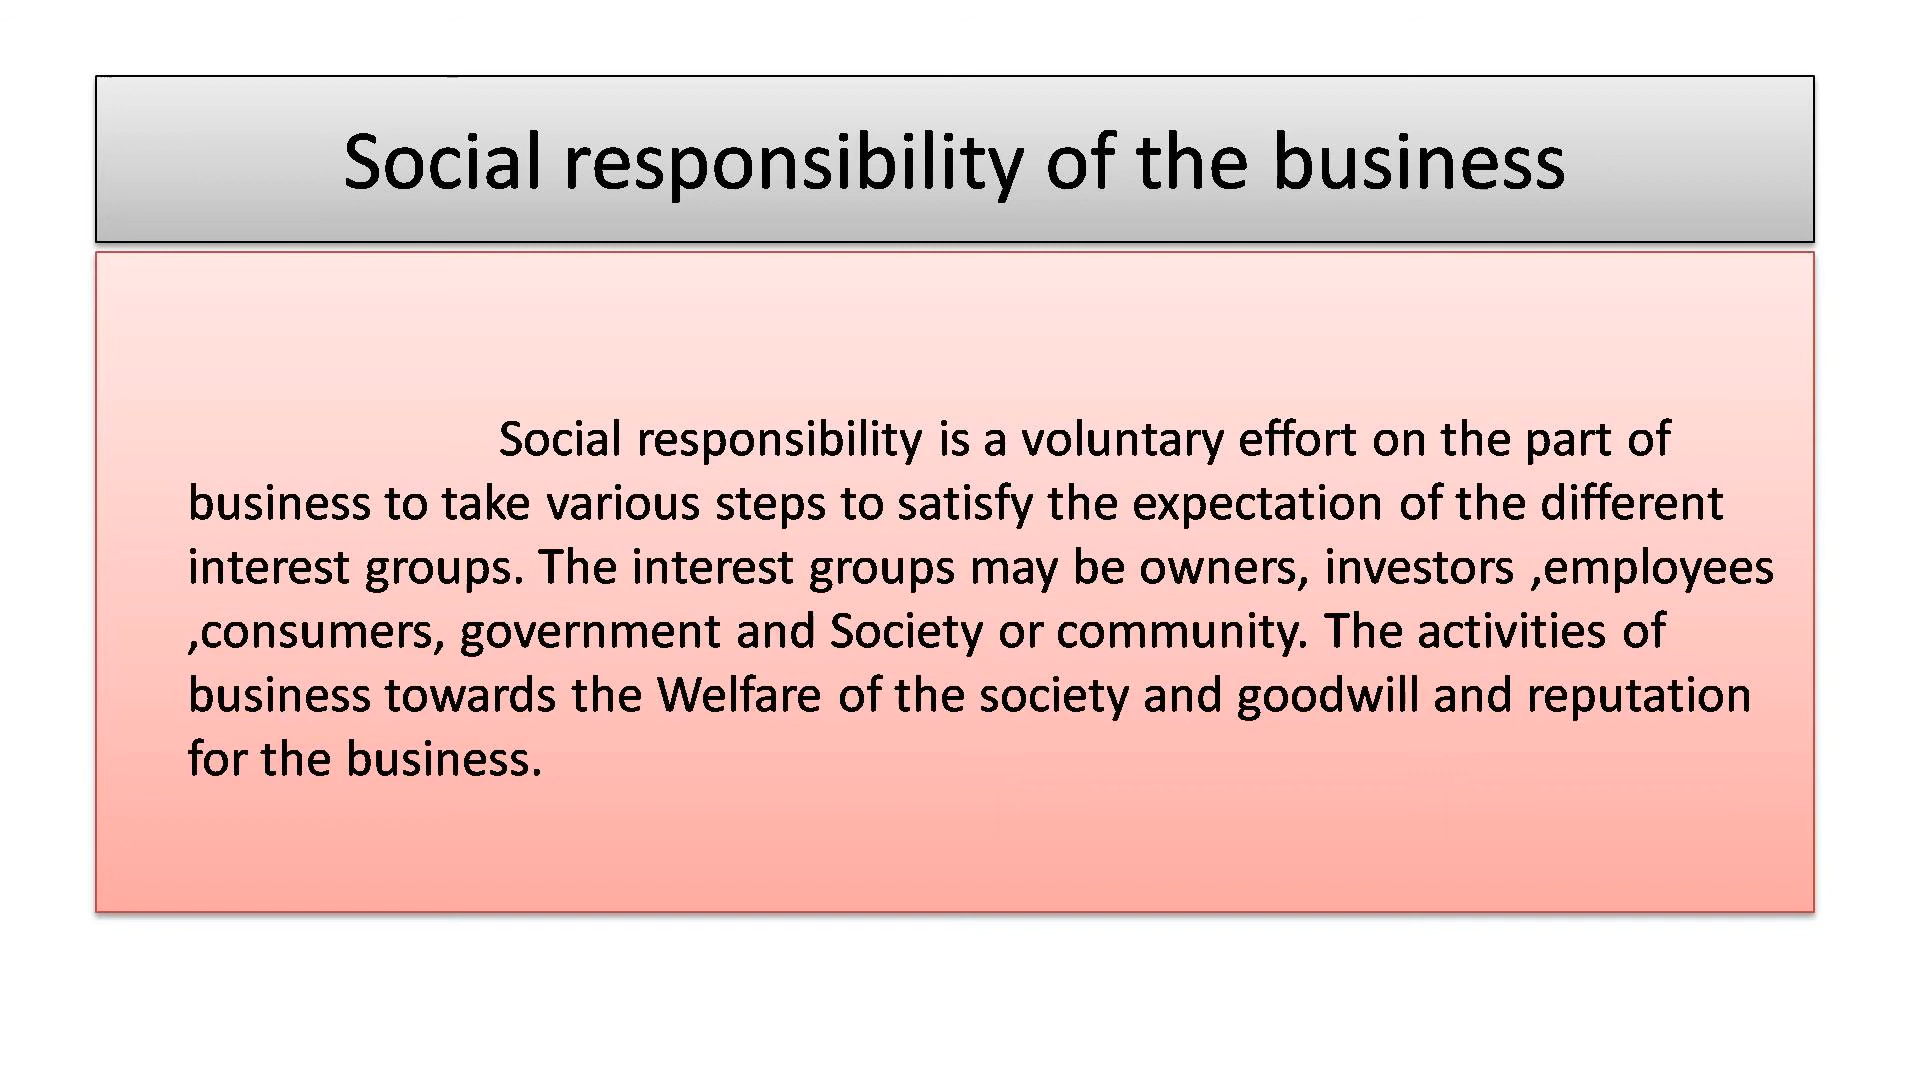 Social responsibility of the business
Social responsibility is a voluntary effort on the part of
business to take various steps to satisfy the expectation of the different
interest groups. The interest groups may be owners, investors ,employees
,consumers, government and Society or community. The activities of
business towards the Welfare of the society and goodwill and reputation
for the business.